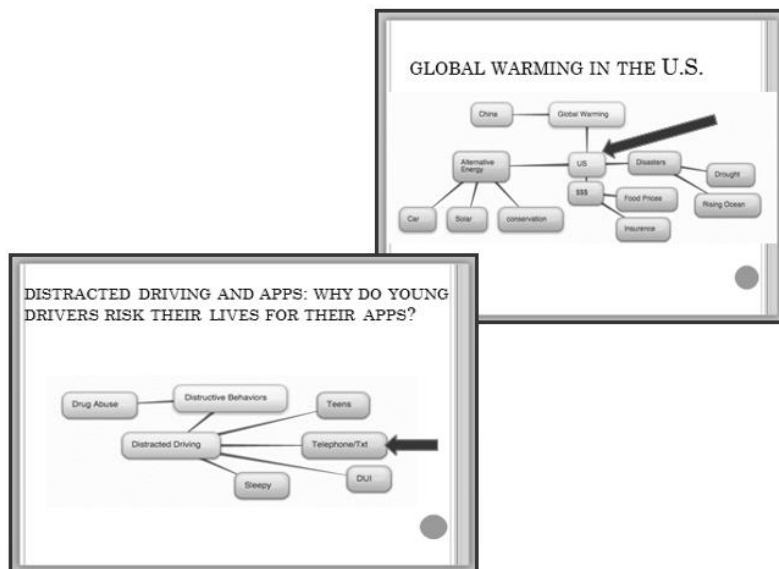 GLOBAL WARMING IN THE U.S.
China
Global Warming
Alternative
Energy
US
Disasters
Drought
$$$
Food Prices
Rising Ocean
Car
Solar
conservation
Insurence
DISTRACTED DRIVING AND APPS: WHY DO YOUNG
DRIVERS RISK THEIR LIVES FOR THEIR APPS?
Drug Abuse
Distructive Behaviors
Teens
Distracted Driving
Telephone/Txt
Sleepy
DUI